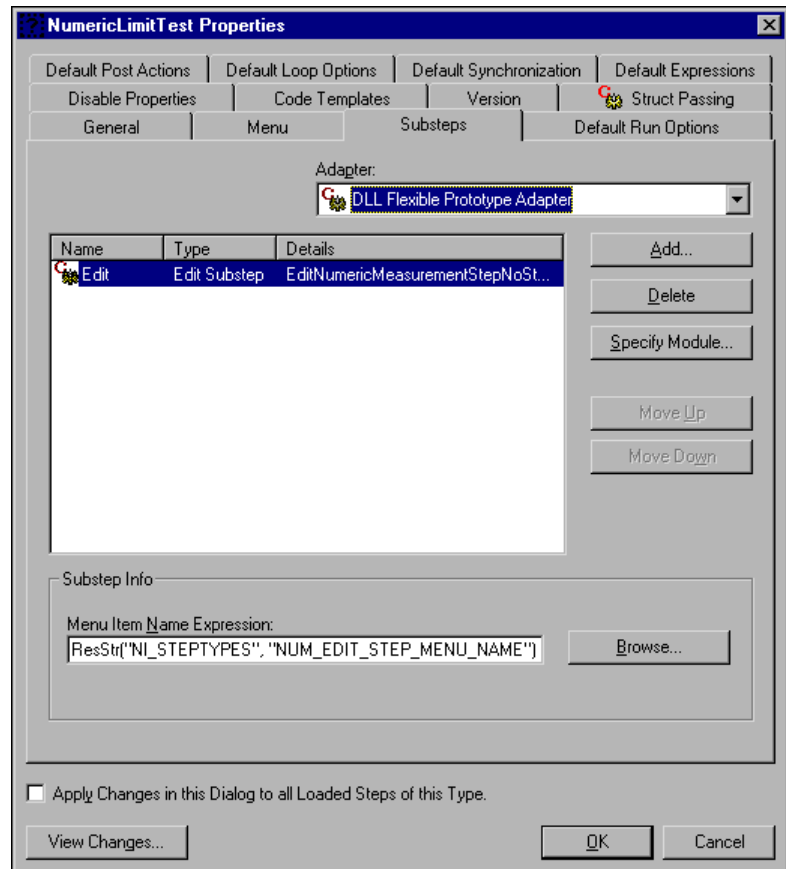 NumericLimitTest Properties
Default Post Actions Default Loop Options Default Synchronization Default Expressions
Disable Properties Code Templates Version Struct Passing
General Menu Substeps Default Run Options
Adapter:
DLL Flexible Prototype Adapter
Name Type Details
Edit Edit Substep EditNumericMeasurementStepNoSt...
Add...
Delete
Specify Module...
Move Up
Move Down
Substep Info
Menu Item Name Expression:
ResStr("NI_STEPTYPES", "NUM_EDIT_STEP_MENU_NAME")
Browse...
Apply Changes in this Dialog to all Loaded Steps of this Type.
View Changes... OK Cancel